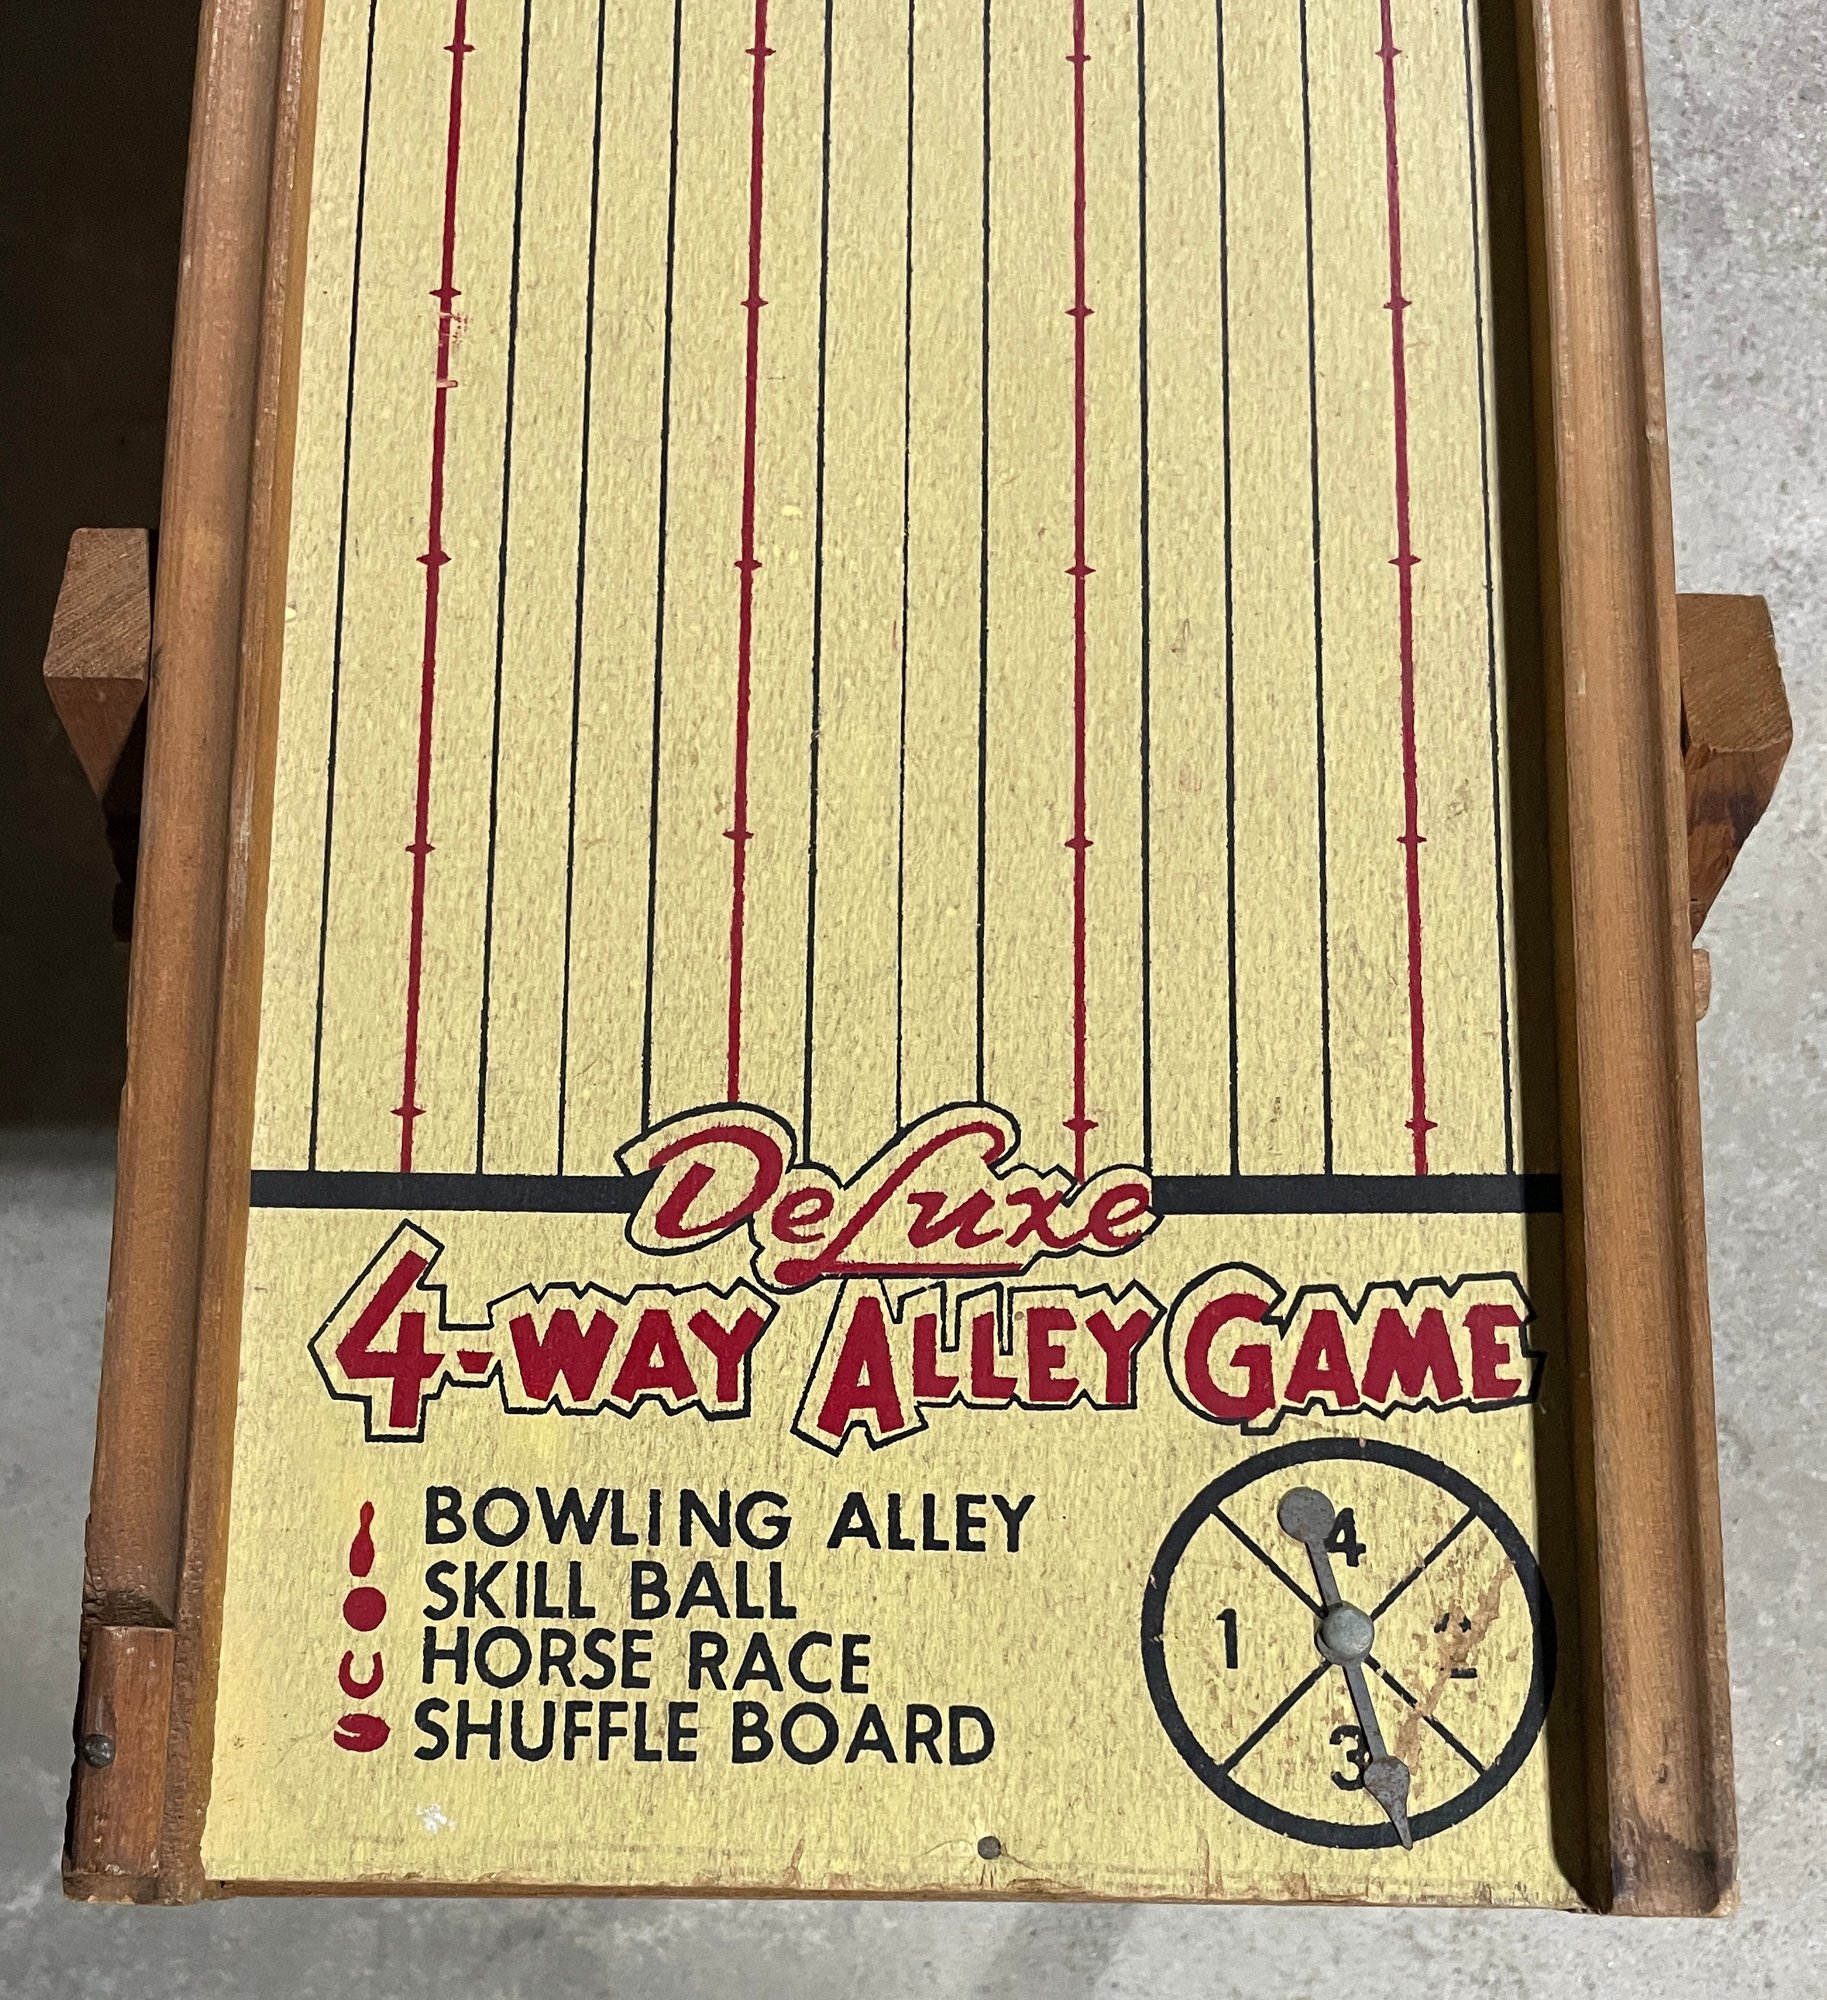 DeLuxe
4-WAY ALLEY GAME
BOWLING ALLEY
SKILL BALL
HORSE RACE
SHUFFLE BOARD
4
1 2
3